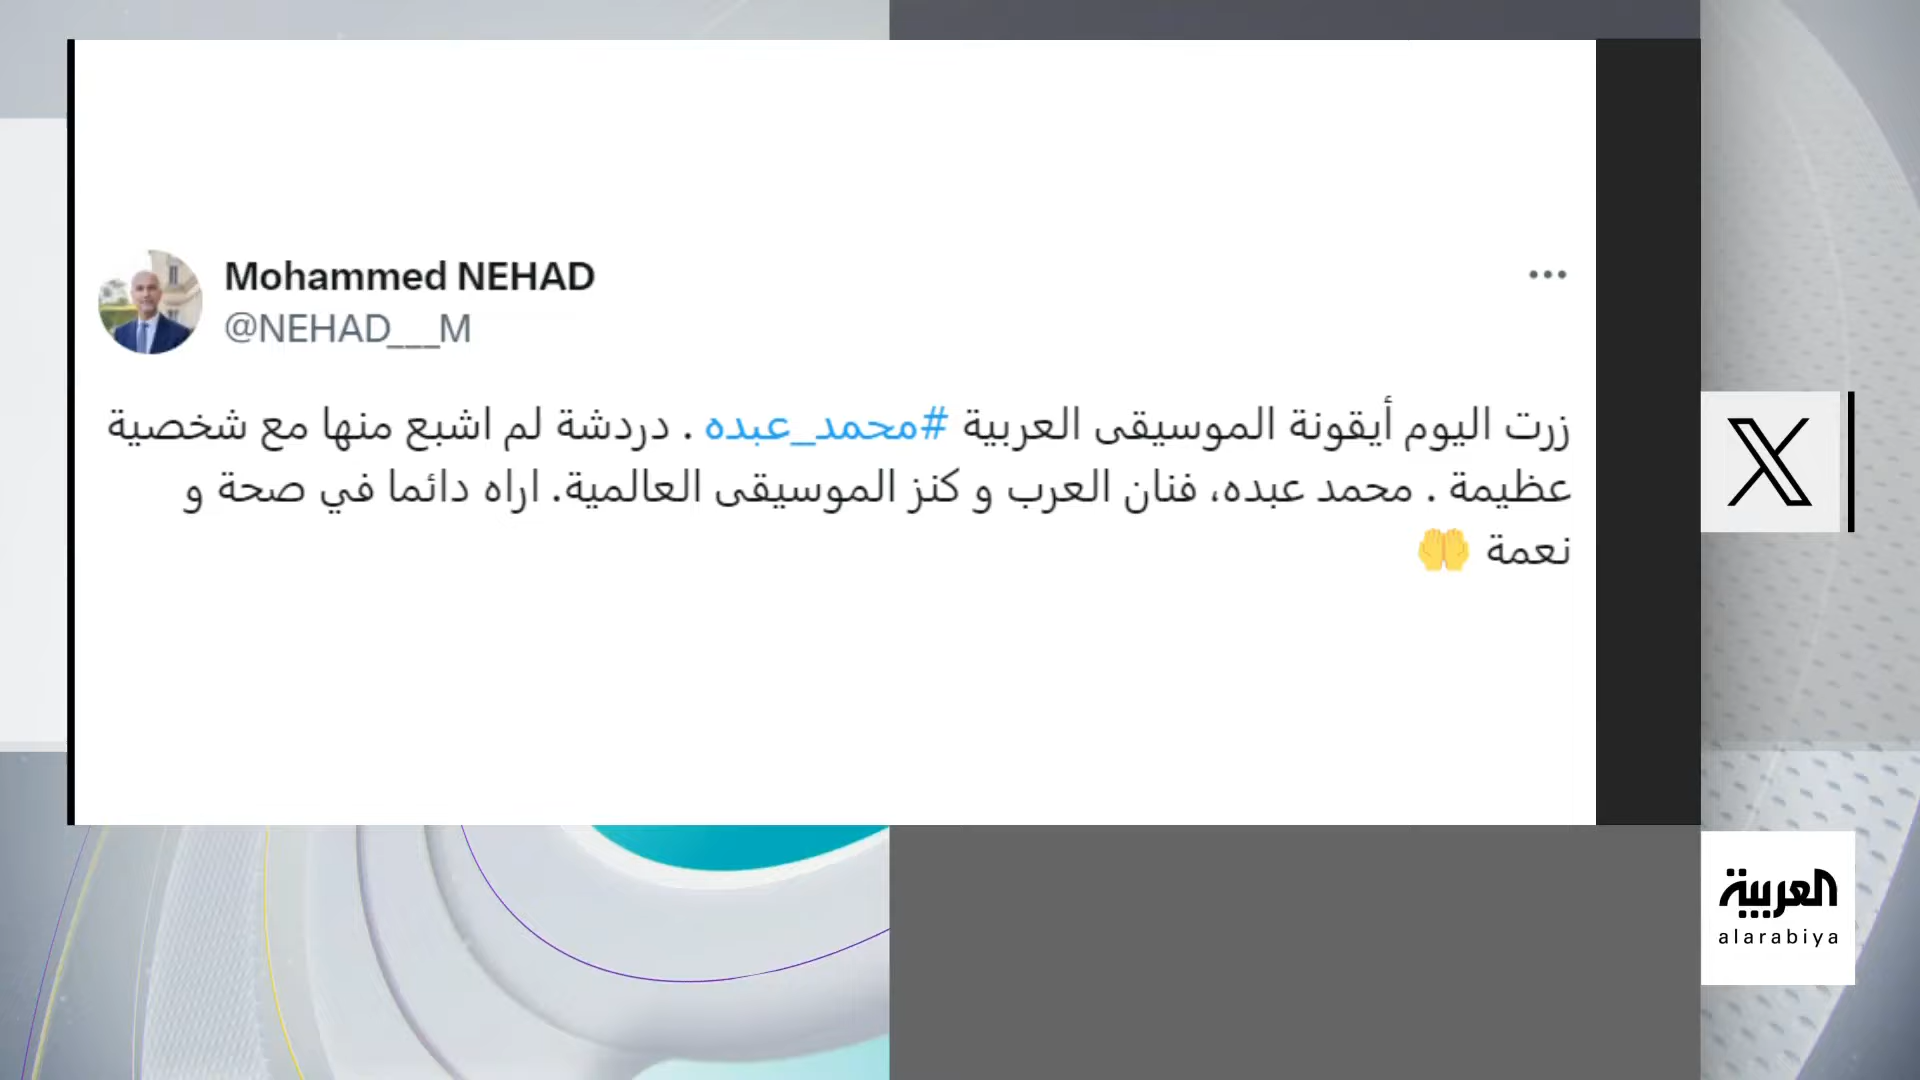 Mohammed NEHAD
@NEHAD___M
زرت اليوم أيقونة الموسيقى العربية #محمد_عبده . دردشة لم اشبع منها مع شخصية
عظيمة . محمد عبده، فنان العرب و كنز الموسيقى العالمية. اراه دائما في صحة و
نعمة 🤲
العربية
alarabiya